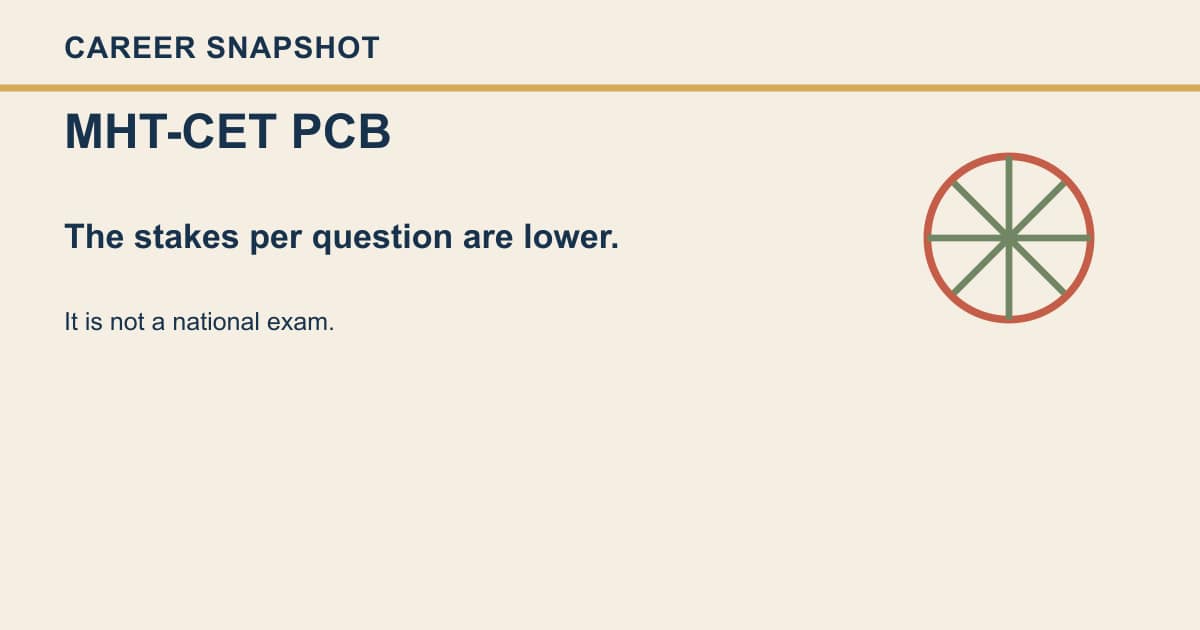 CAREER SNAPSHOT
MHT-CET PCB
The stakes per question are lower.
It is not a national exam.